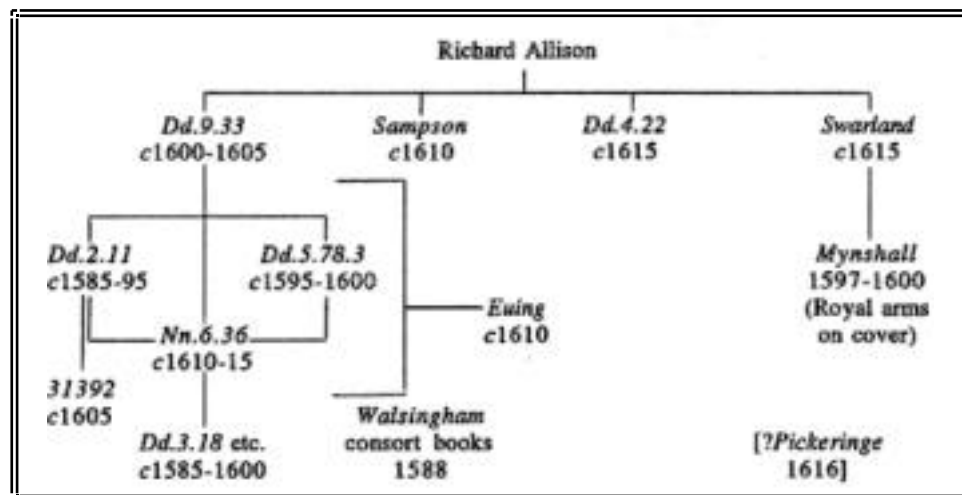 Richard Allison
Dd.9.33
c1600-1605
Sampson
c1610
Dd.4.22
c1615
Swarland
c1615
Dd.2.11
c1585-95
Dd.5.78.3
c1595-1600
Mynshall
1597-1600
(Royal arms
on cover)
Euing
c1610
Nn.6.36
c1610-15
31392
c1605
Dd.3.18 etc.
c1585-1600
Walsingham
consort books
1588
[?Pickeringe
1616]